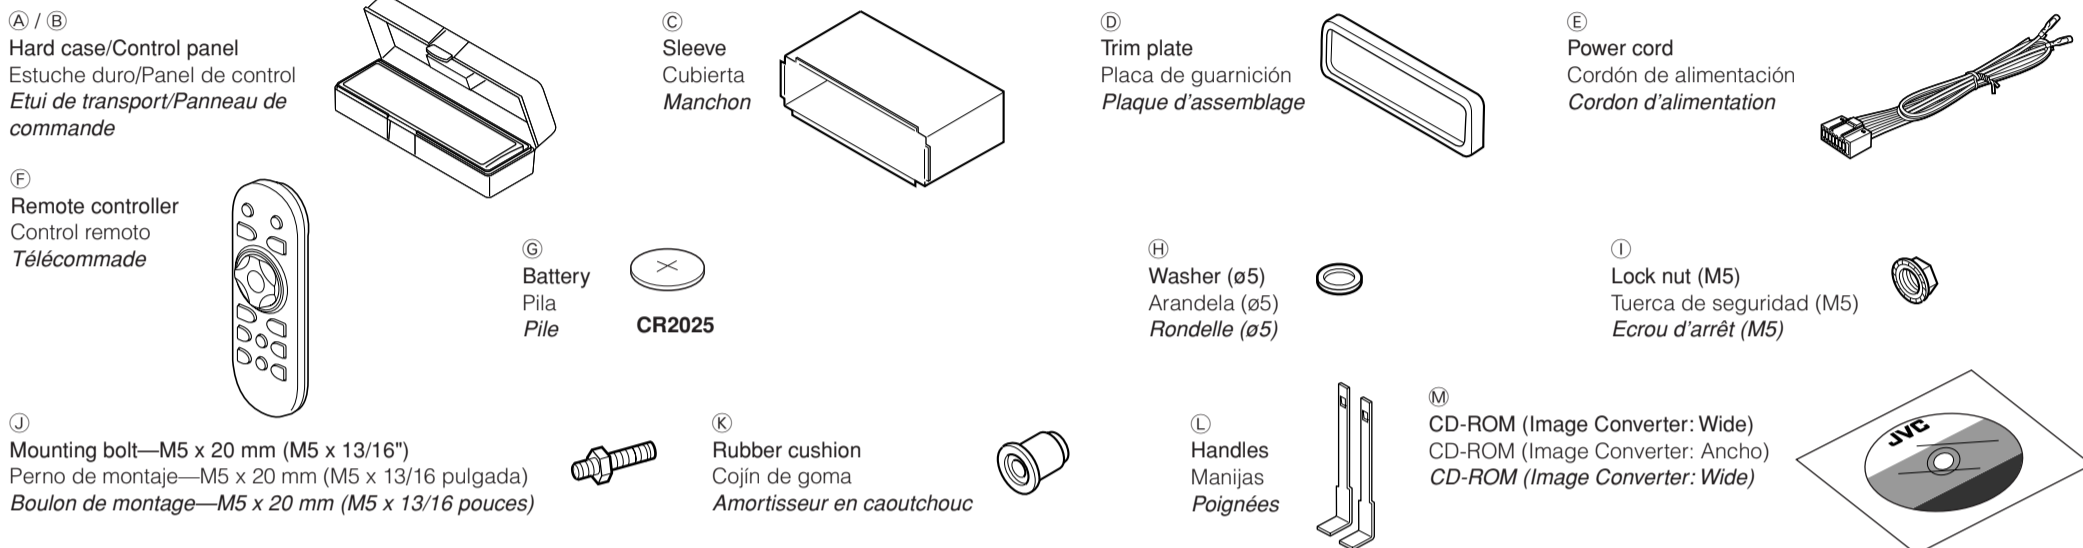 Ⓐ / Ⓑ
Hard case/Control panel
Estuche duro/Panel de control
Etui de transport/Panneau de
commande
Ⓒ
Sleeve
Cubierta
Manchon
Ⓓ
Trim plate
Placa de guarnición
Plaque d'assemblage
Ⓔ
Power cord
Cordón de alimentación
Cordon d'alimentation
Ⓕ
Remote controller
Control remoto
Télécommade
Ⓖ
Battery
Pila
Pile
CR2025
Ⓗ
Washer (ø5)
Arandela (ø5)
Rondelle (ø5)
Ⓘ
Lock nut (M5)
Tuerca de seguridad (M5)
Ecrou d'arrêt (M5)
Ⓙ
Mounting bolt—M5 x 20 mm (M5 x 13/16")
Perno de montaje—M5 x 20 mm (M5 x 13/16 pulgada)
Boulon de montage—M5 x 20 mm (M5 x 13/16 pouces)
Ⓚ
Rubber cushion
Cojín de goma
Amortisseur en caoutchouc
Ⓛ
Handles
Manijas
Poignées
Ⓜ
CD-ROM (Image Converter: Wide)
CD-ROM (Image Converter: Ancho)
CD-ROM (Image Converter: Wide)
JVC